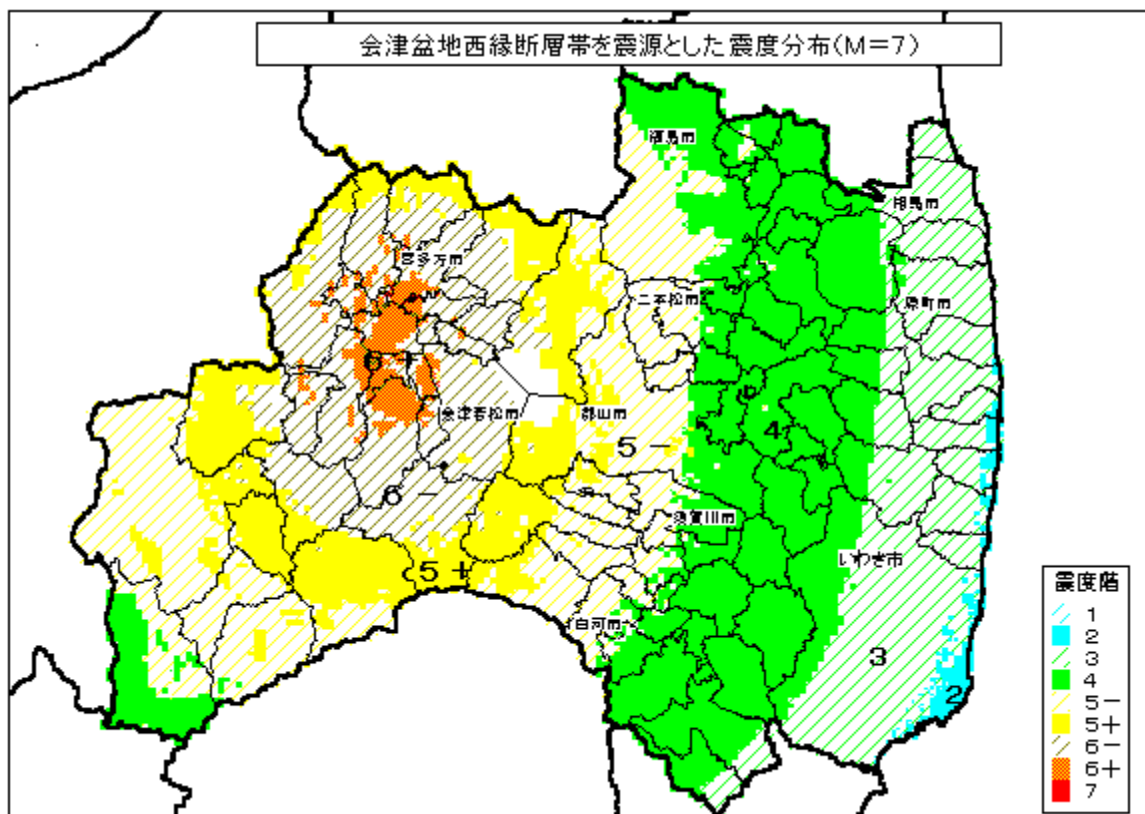 会津盆地西縁断層帯を震源とした震度分布(M=7)
福島市
相馬市
喜多方市
二本松市
原町市
6+
会津若松市
郡山市
4
5-
6-
須賀川市
いわき市
5+
白河市
3
2
震度階
1
2
3
4
5-
5+
6-
6+
7